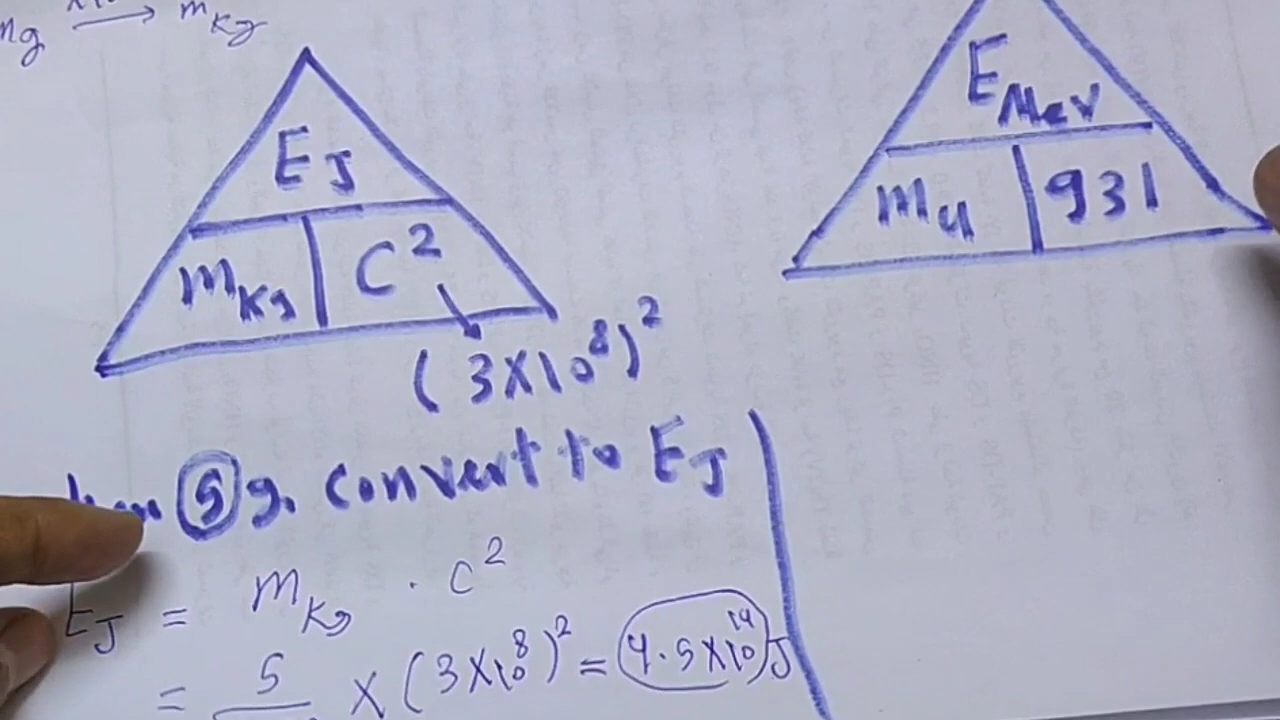 mg → mKg
EJ
mKg C²
(3×10⁸)²
EMeV
mu 931
5 g. convert to EJ
EJ = mKg . c²
= 5 × (3×10⁸)² = 4.5×10¹⁴ J